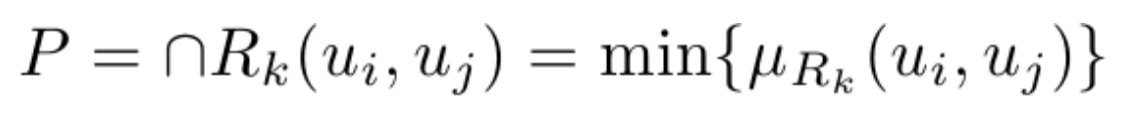 P = ∩R_k(u_i, u_j) = min{μ_{R_k}(u_i, u_j)}